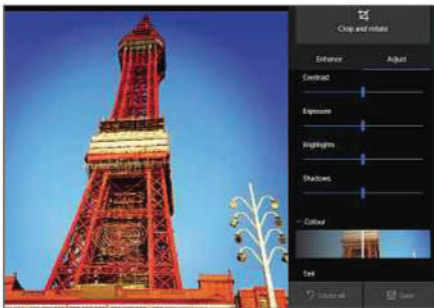 Crop and rotate
Enhance
Adjust
Contrast
Exposure
Highlights
Shadows
Colour
Tint
Undo all
Save